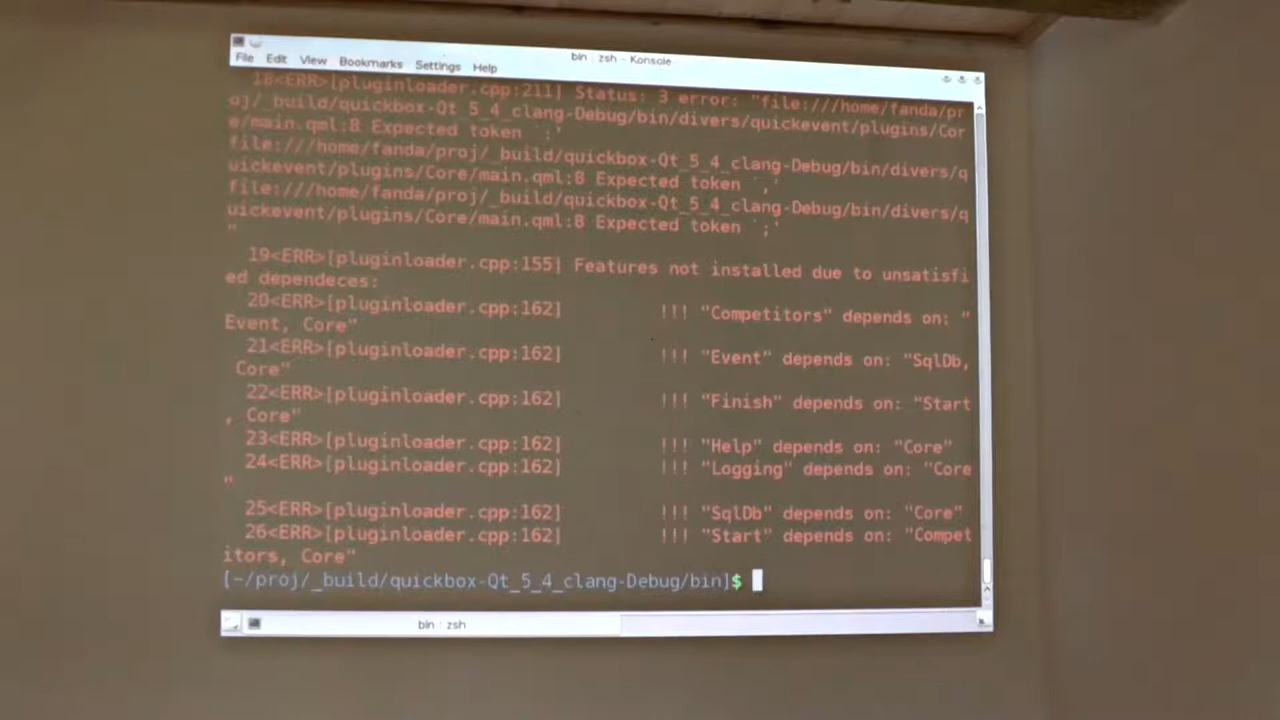 bin : zsh - Konsole
File Edit View Bookmarks Settings Help
18<ERR>[pluginloader.cpp:211] Status: 3 error: "file:///home/fanda/pr
oj/_build/quickbox-Qt_5_4_clang-Debug/bin/divers/quickevent/plugins/Cor
e/main.qml:8 Expected token `:'
file:///home/fanda/proj/_build/quickbox-Qt_5_4_clang-Debug/bin/divers/q
uickevent/plugins/Core/main.qml:8 Expected token `,'
file:///home/fanda/proj/_build/quickbox-Qt_5_4_clang-Debug/bin/divers/q
uickevent/plugins/Core/main.qml:8 Expected token `;'
"
19<ERR>[pluginloader.cpp:155] Features not installed due to unsatisfi
ed dependeces:
20<ERR>[pluginloader.cpp:162] !!! "Competitors" depends on: "
Event, Core"
21<ERR>[pluginloader.cpp:162] !!! "Event" depends on: "SqlDb,
Core"
22<ERR>[pluginloader.cpp:162] !!! "Finish" depends on: "Start
, Core"
23<ERR>[pluginloader.cpp:162] !!! "Help" depends on: "Core"
24<ERR>[pluginloader.cpp:162] !!! "Logging" depends on: "Core
"
25<ERR>[pluginloader.cpp:162] !!! "SqlDb" depends on: "Core"
26<ERR>[pluginloader.cpp:162] !!! "Start" depends on: "Compet
itors, Core"
[~/proj/_build/quickbox-Qt_5_4_clang-Debug/bin]$
bin : zsh